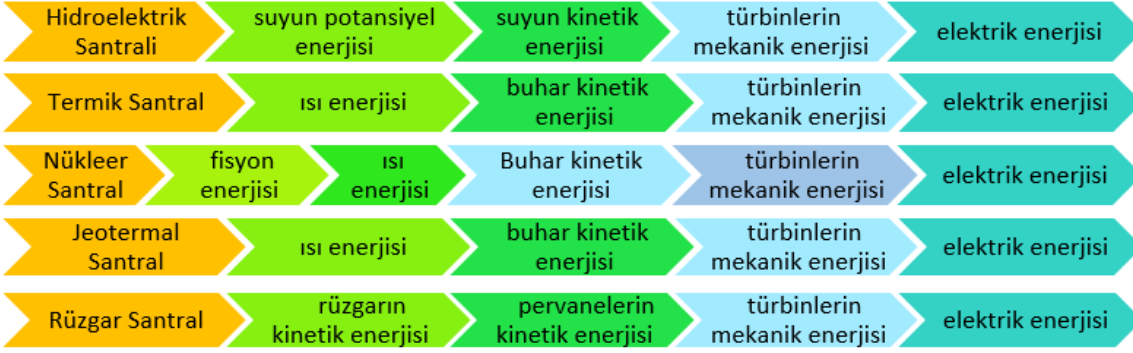 Hidroelektrik
Santrali
suyun potansiyel
enerjisi
suyun kinetik
enerjisi
türbinlerin
mekanik enerjisi
elektrik enerjisi
Termik Santral
ısı enerjisi
buhar kinetik
enerjisi
türbinlerin
mekanik enerjisi
elektrik enerjisi
Nükleer
Santral
fisyon
enerjisi
ısı
enerjisi
Buhar kinetik
enerjisi
türbinlerin
mekanik enerjisi
elektrik enerjisi
Jeotermal
Santral
ısı enerjisi
buhar kinetik
enerjisi
türbinlerin
mekanik enerjisi
elektrik enerjisi
Rüzgar Santral
rüzgarın
kinetik enerjisi
pervanelerin
kinetik enerjisi
türbinlerin
mekanik enerjisi
elektrik enerjisi